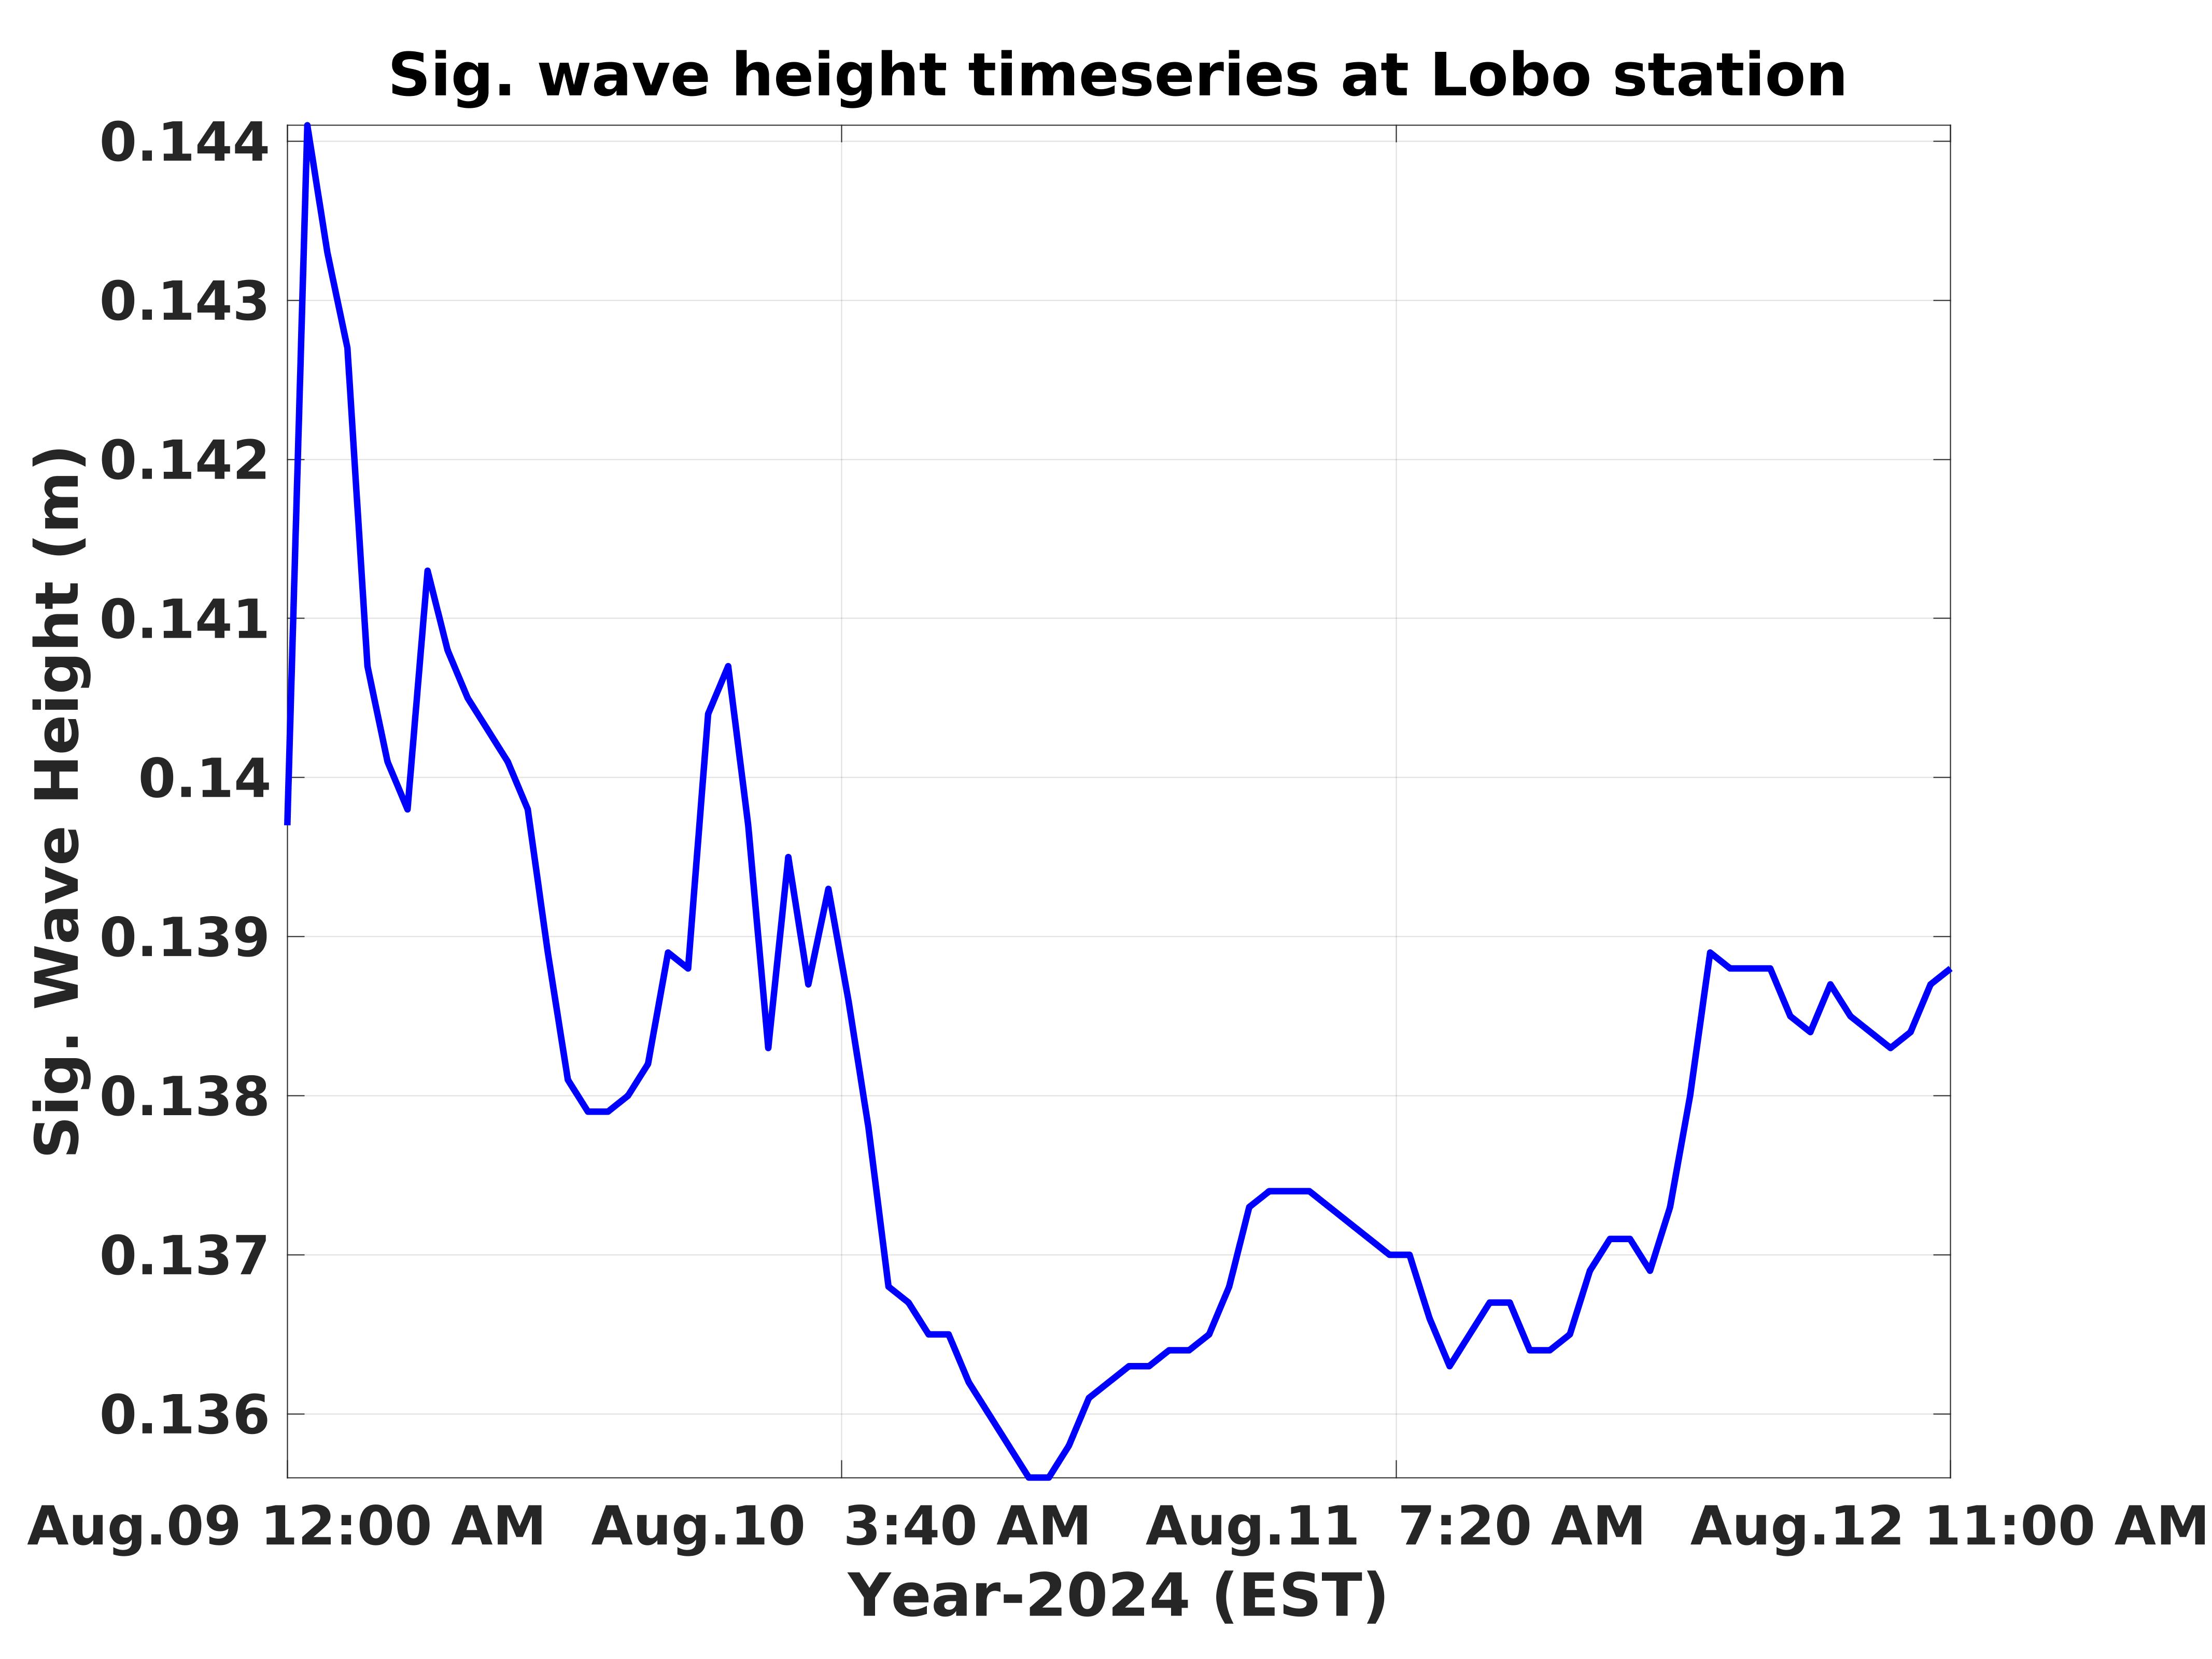 Sig. wave height timeseries at Lobo station
Sig. Wave Height (m)
0.144
0.143
0.142
0.141
0.14
0.139
0.138
0.137
0.136
Aug.09 12:00 AM Aug.10 3:40 AM Aug.11 7:20 AM Aug.12 11:00 AM
Year-2024 (EST)